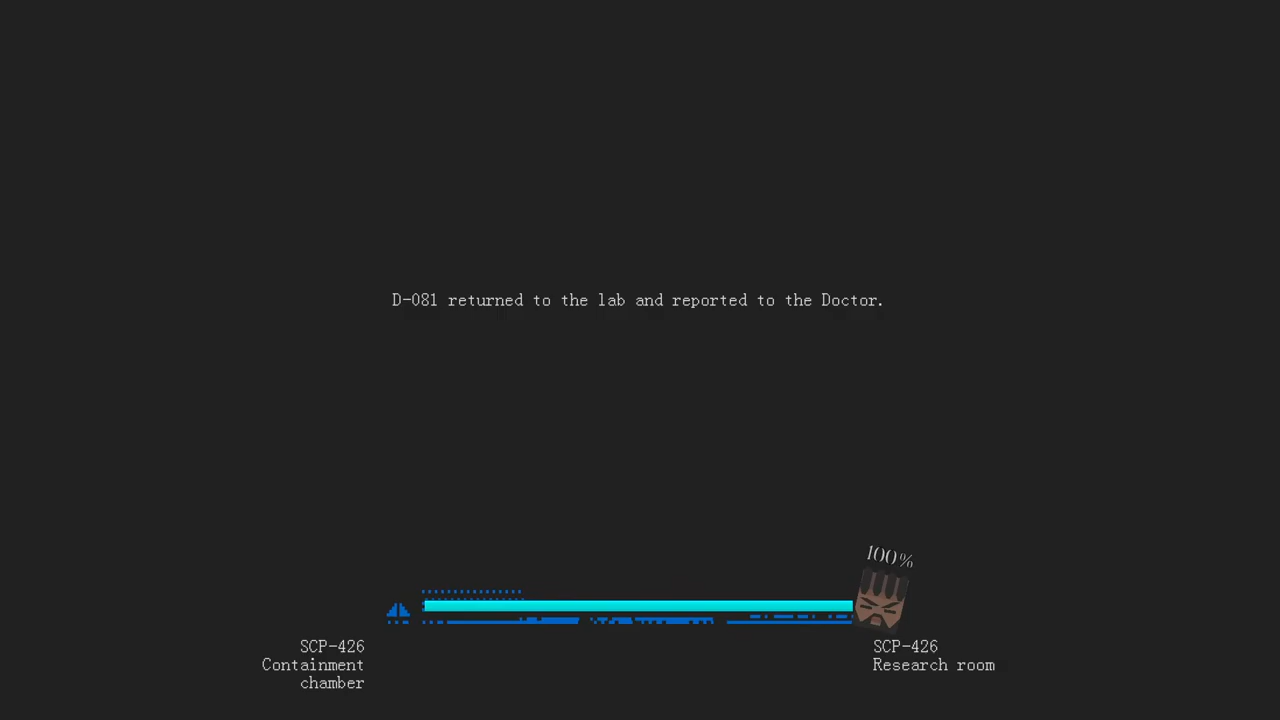 D-081 returned to the lab and reported to the Doctor.
100%
SCP-426
Containment
chamber
SCP-426
Research room